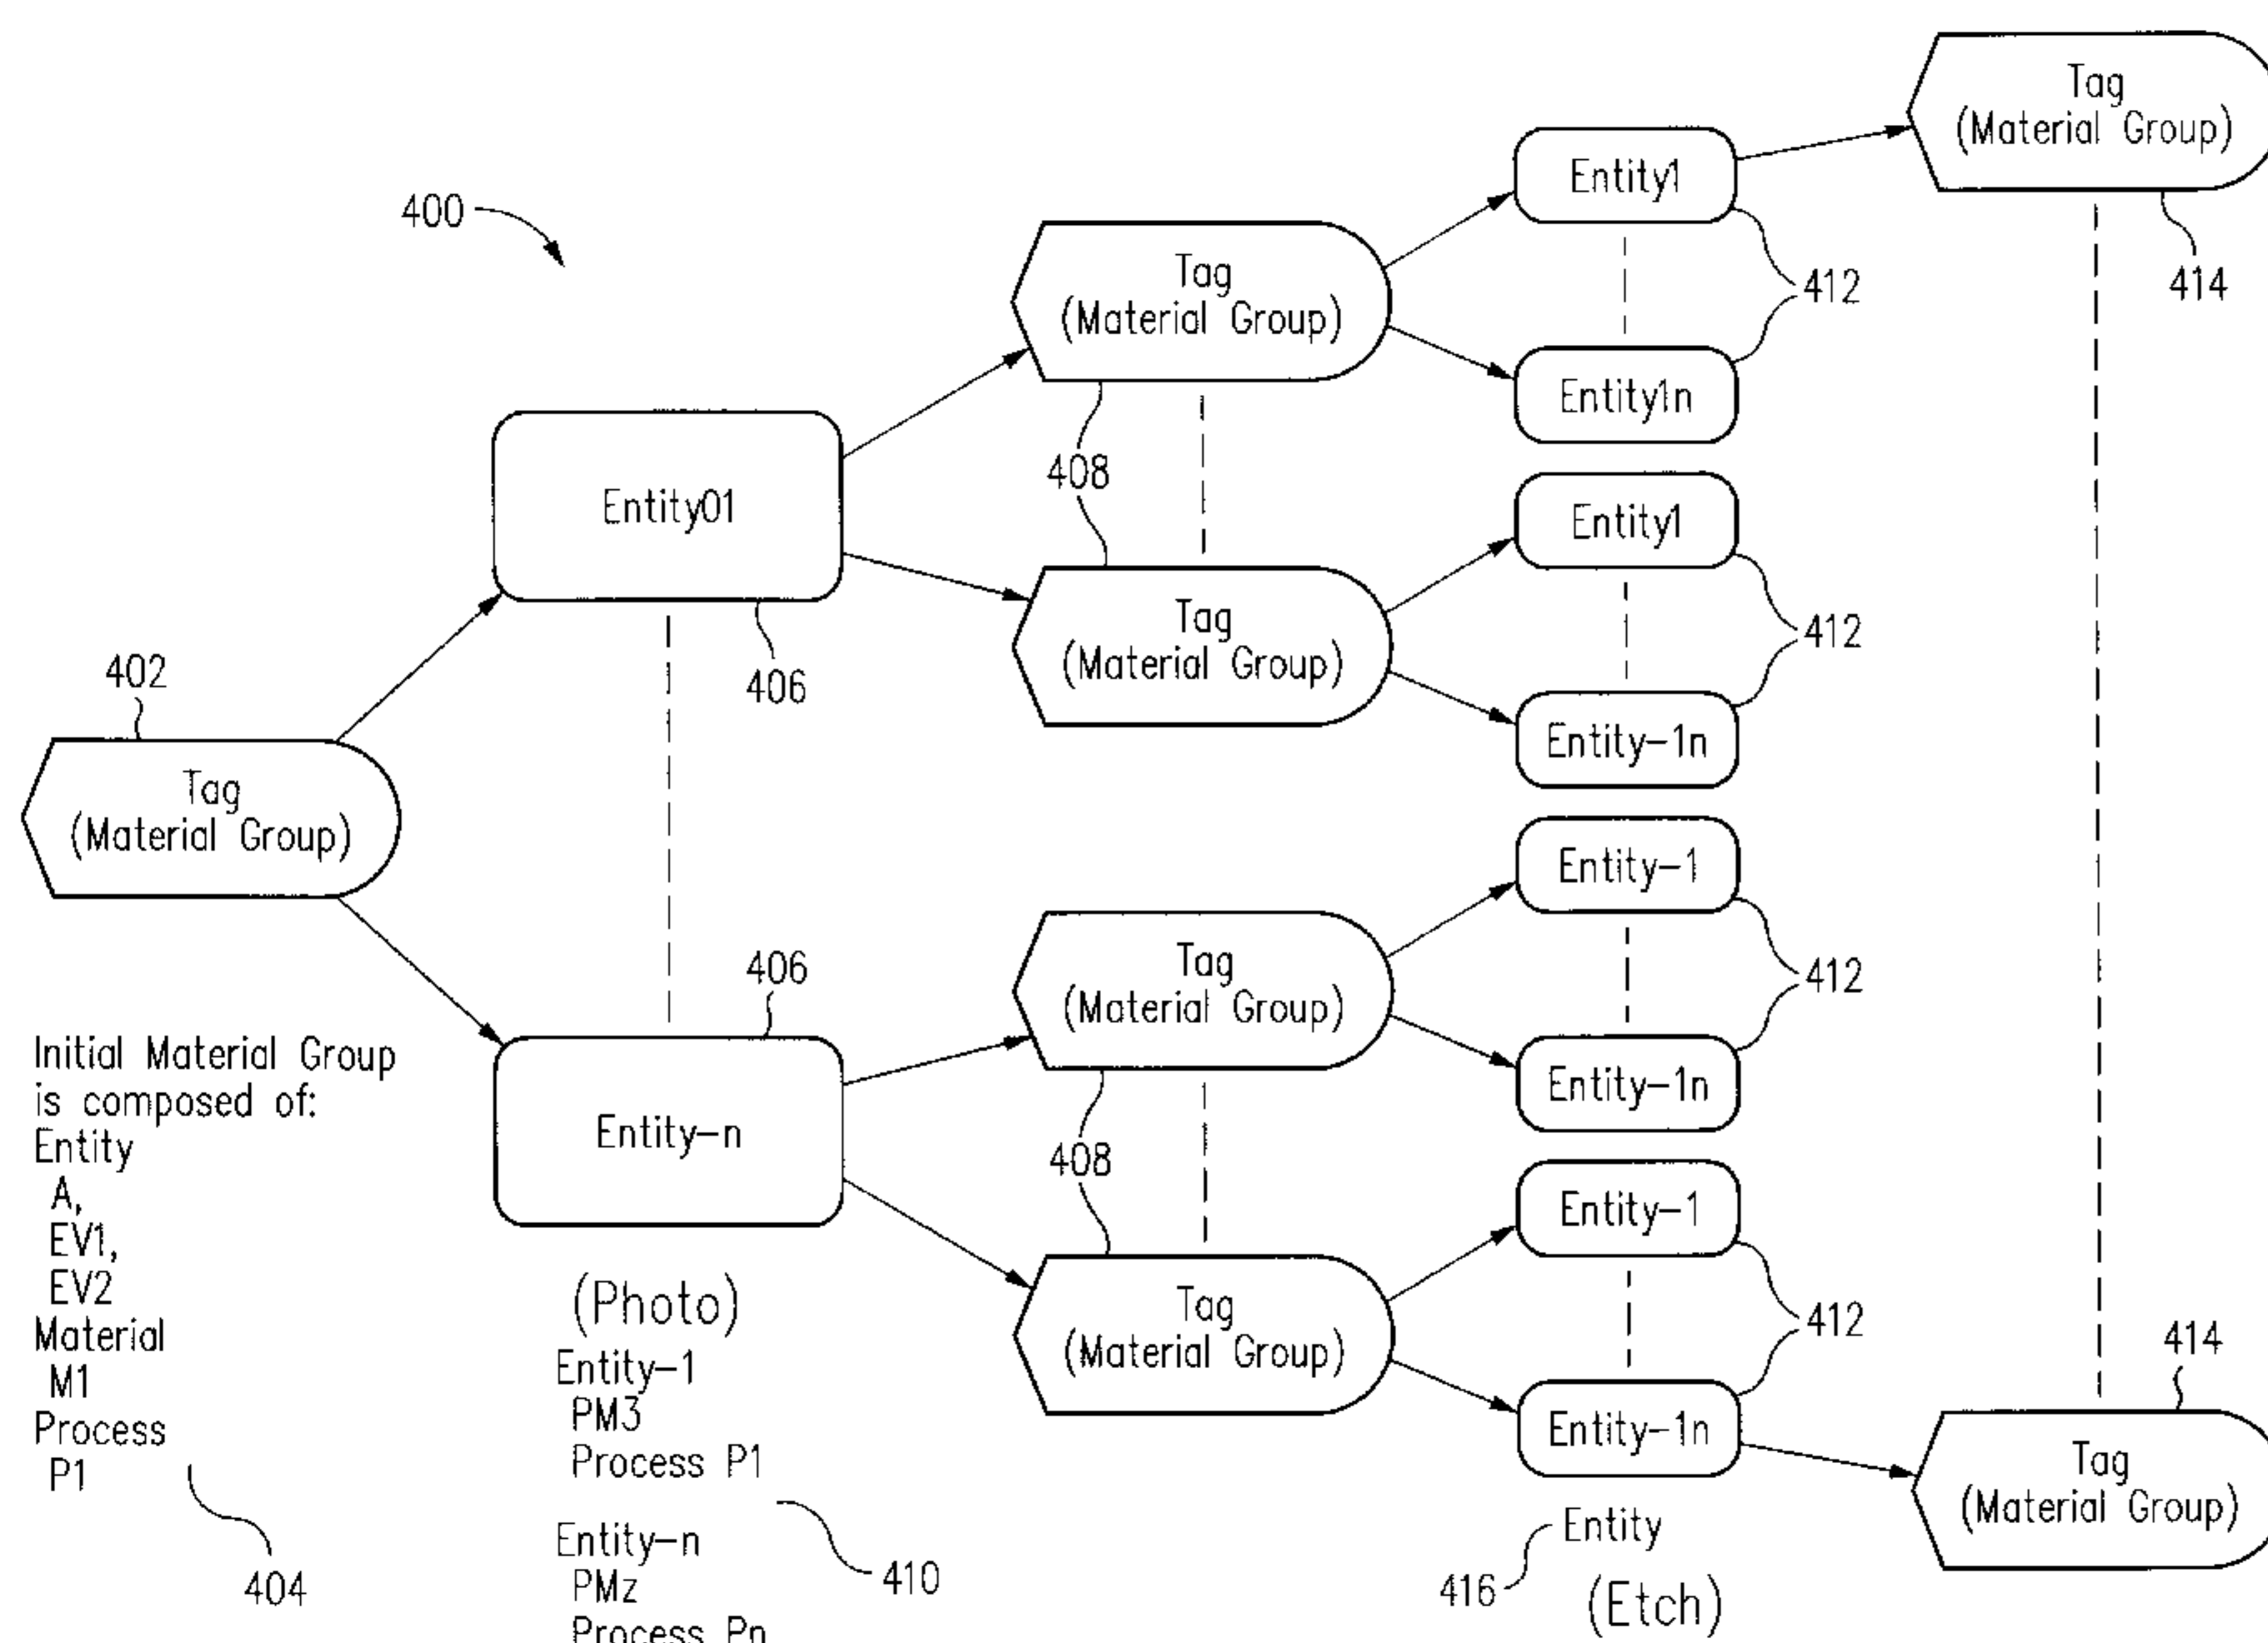 400
402
Tag
(Material Group)
Initial Material Group
is composed of:
Entity
A,
EV1,
EV2
Material
M1
Process
P1
404
Entity01
406
406
Entity-n
(Photo)
Entity-1
PM3
Process P1
Entity-n
PMz
Process Pn
410
Tag
(Material Group)
408
Tag
(Material Group)
Tag
(Material Group)
408
Tag
(Material Group)
Entity1
412
Entity1n
Entity1
412
Entity-1n
Entity-1
412
Entity-1n
Entity-1
412
Entity-1n
416
Entity
(Etch)
Tag
(Material Group)
414
414
Tag
(Material Group)